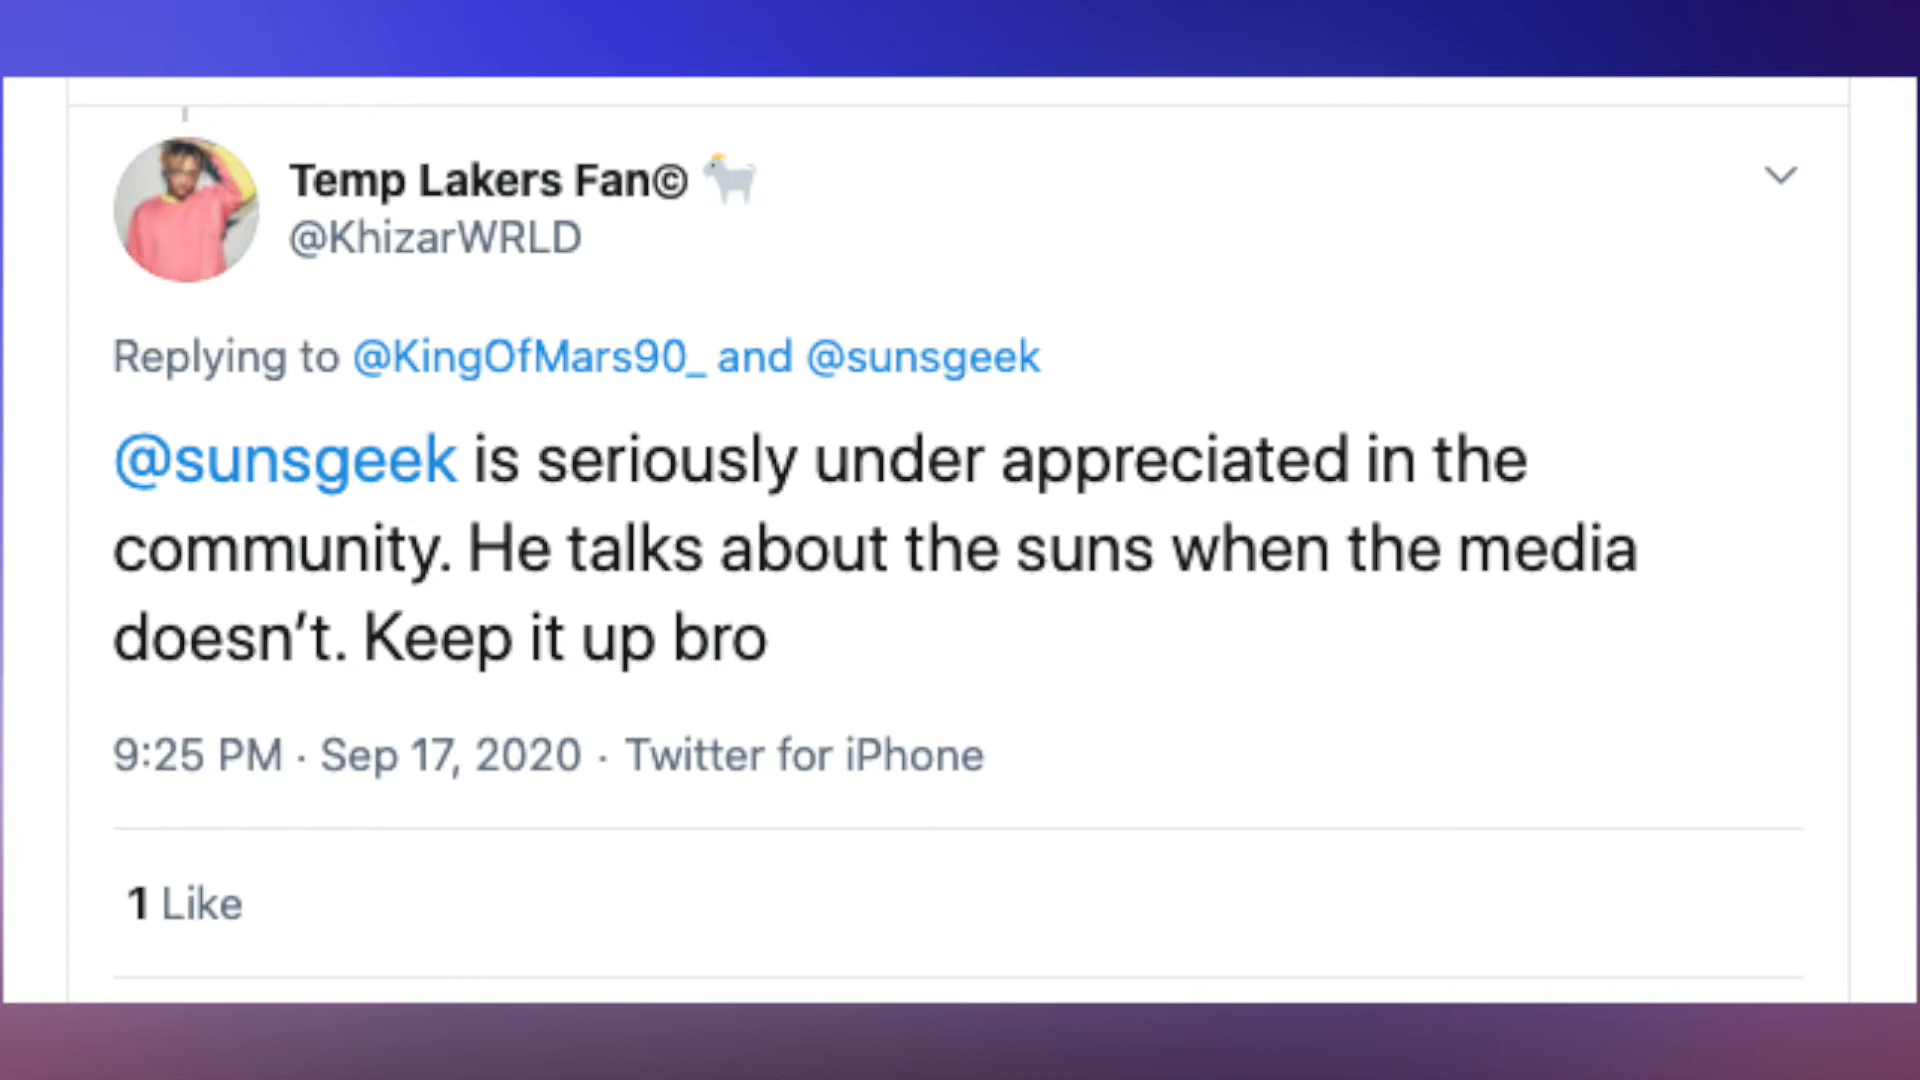 Temp Lakers Fan© 🐐
@KhizarWRLD
Replying to @KingOfMars90_ and @sunsgeek
@sunsgeek is seriously under appreciated in the
community. He talks about the suns when the media
doesn’t. Keep it up bro
9:25 PM · Sep 17, 2020 · Twitter for iPhone
1 Like